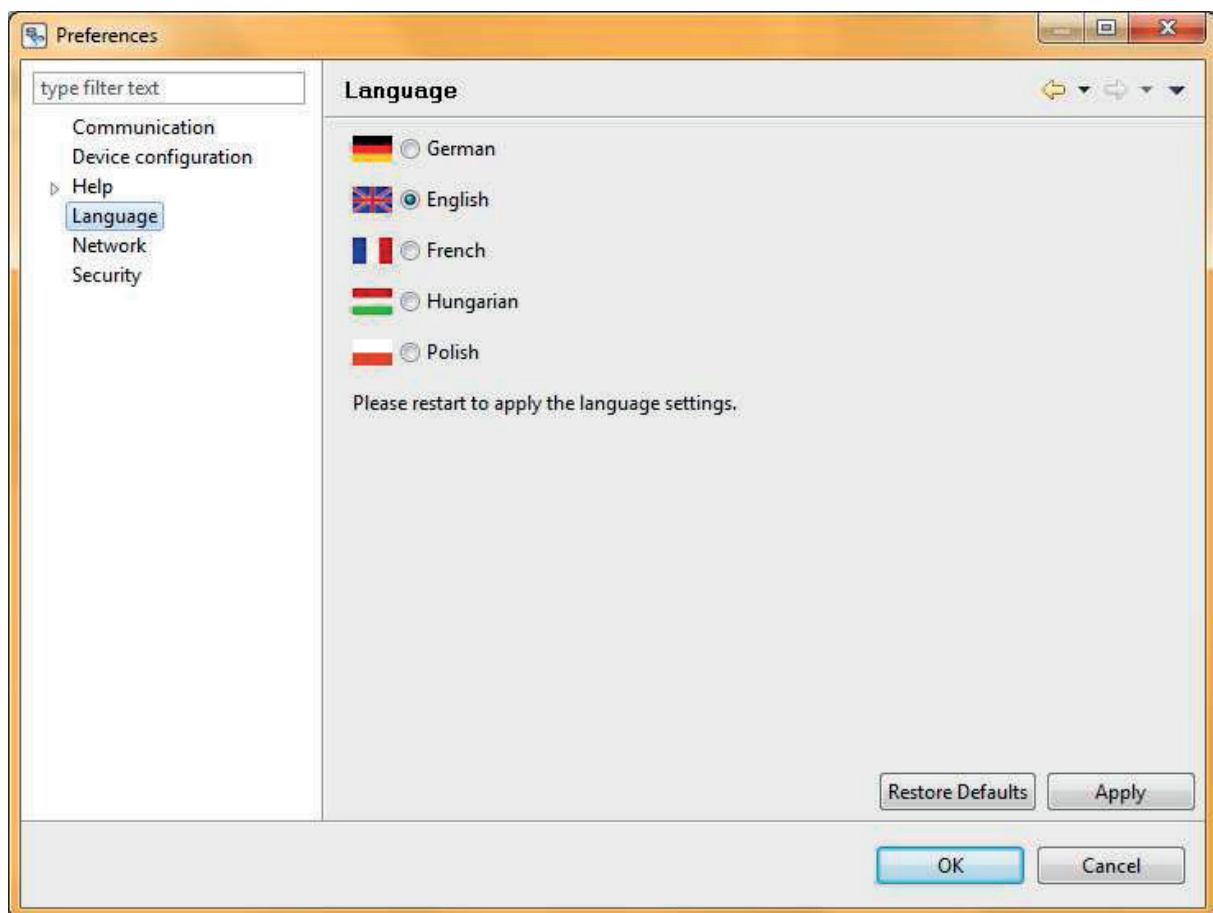 Preferences
type filter text
Communication
Device configuration
Help
Language
Network
Security
Language
German
English
French
Hungarian
Polish
Please restart to apply the language settings.
Restore Defaults
Apply
OK
Cancel